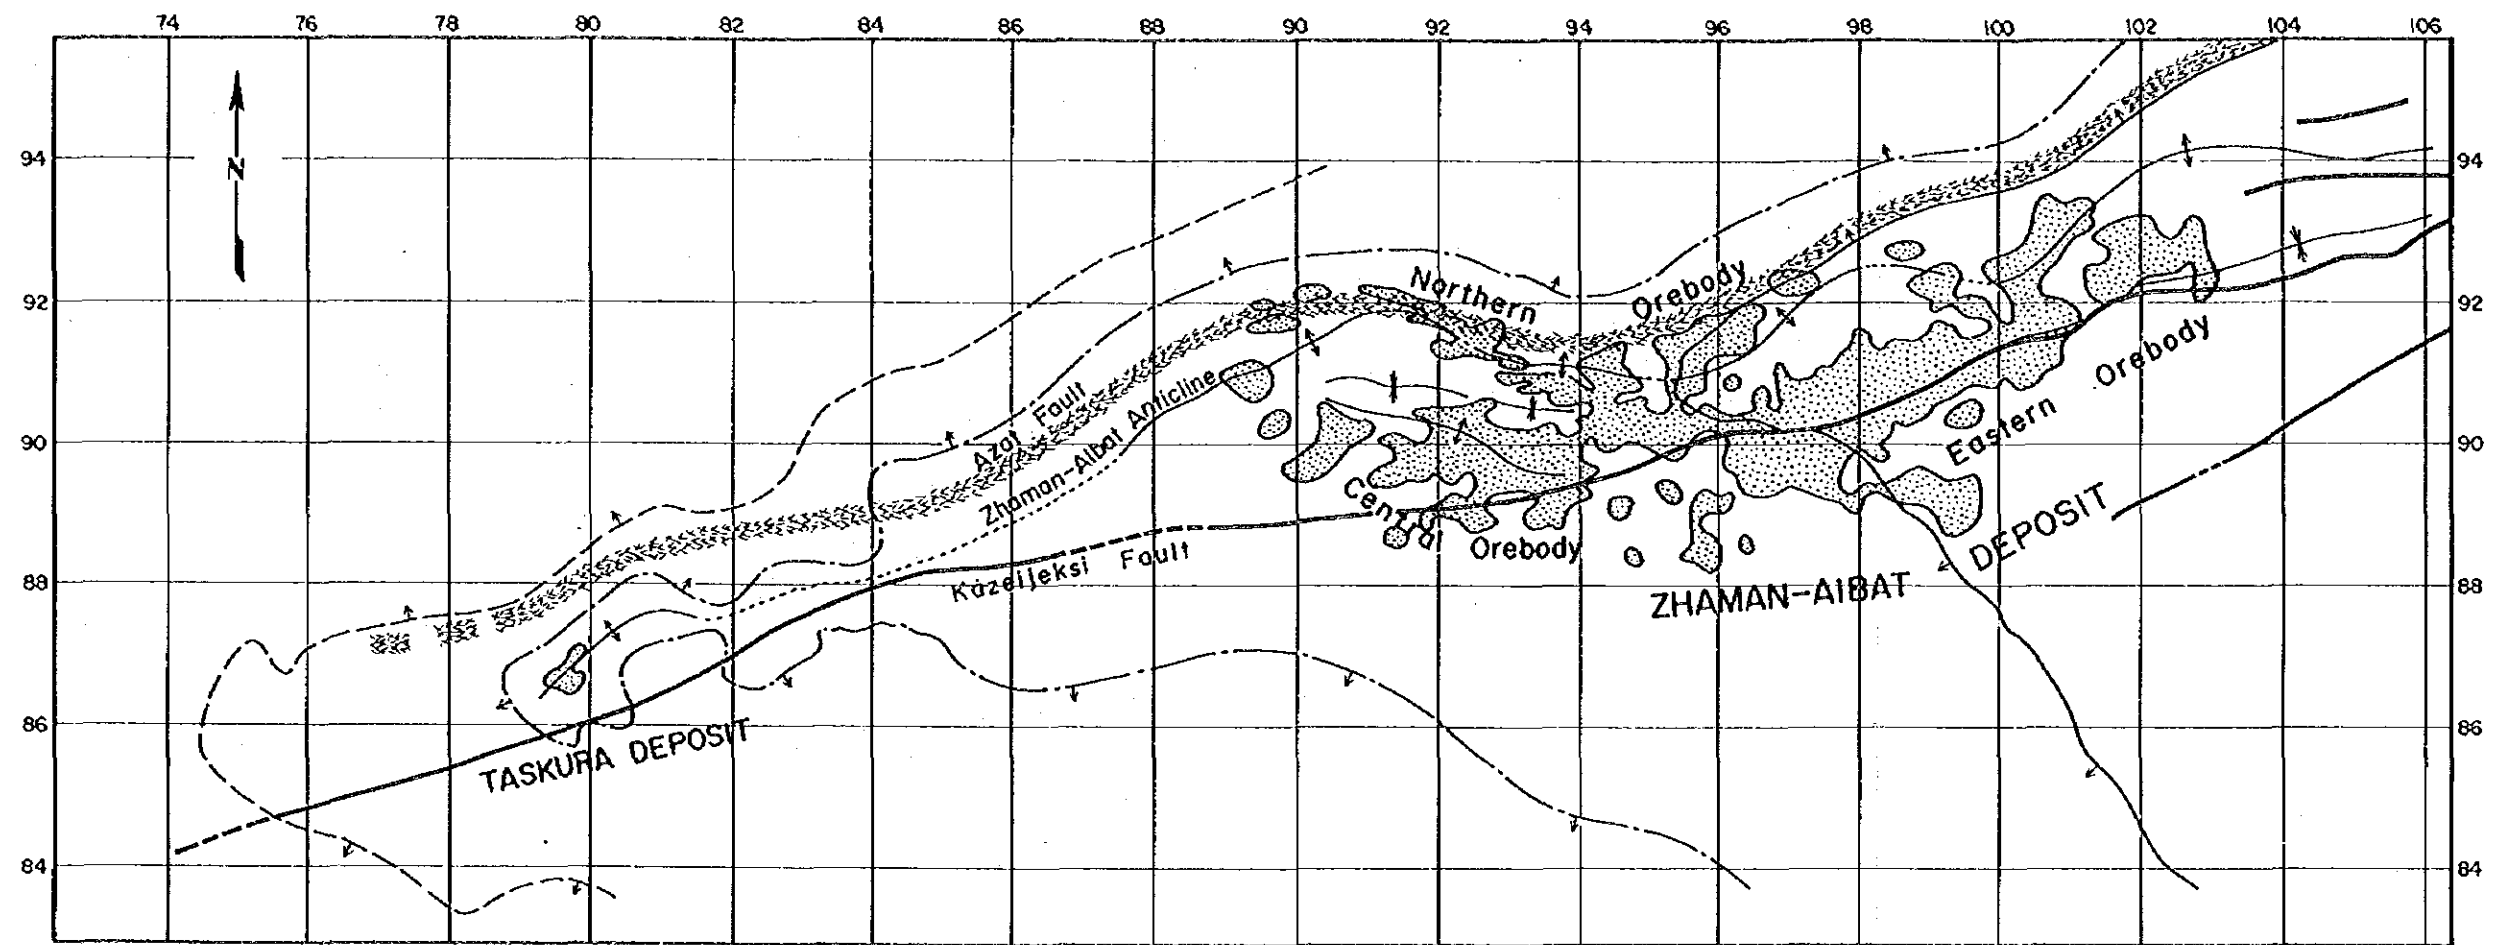 74 76 78 80 82 84 86 88 90 92 94 96 98 100 102 104 106
N
94 94
92 92
90 90
88 88
86 86
84 84
Northern Orebody
Azat Fault
Zhaman-Aibat Anticline
Eastern Orebody
Central Orebody
Kazeijeksi Fault
ZHAMAN-AIBAT DEPOSIT
TASKURA DEPOSIT